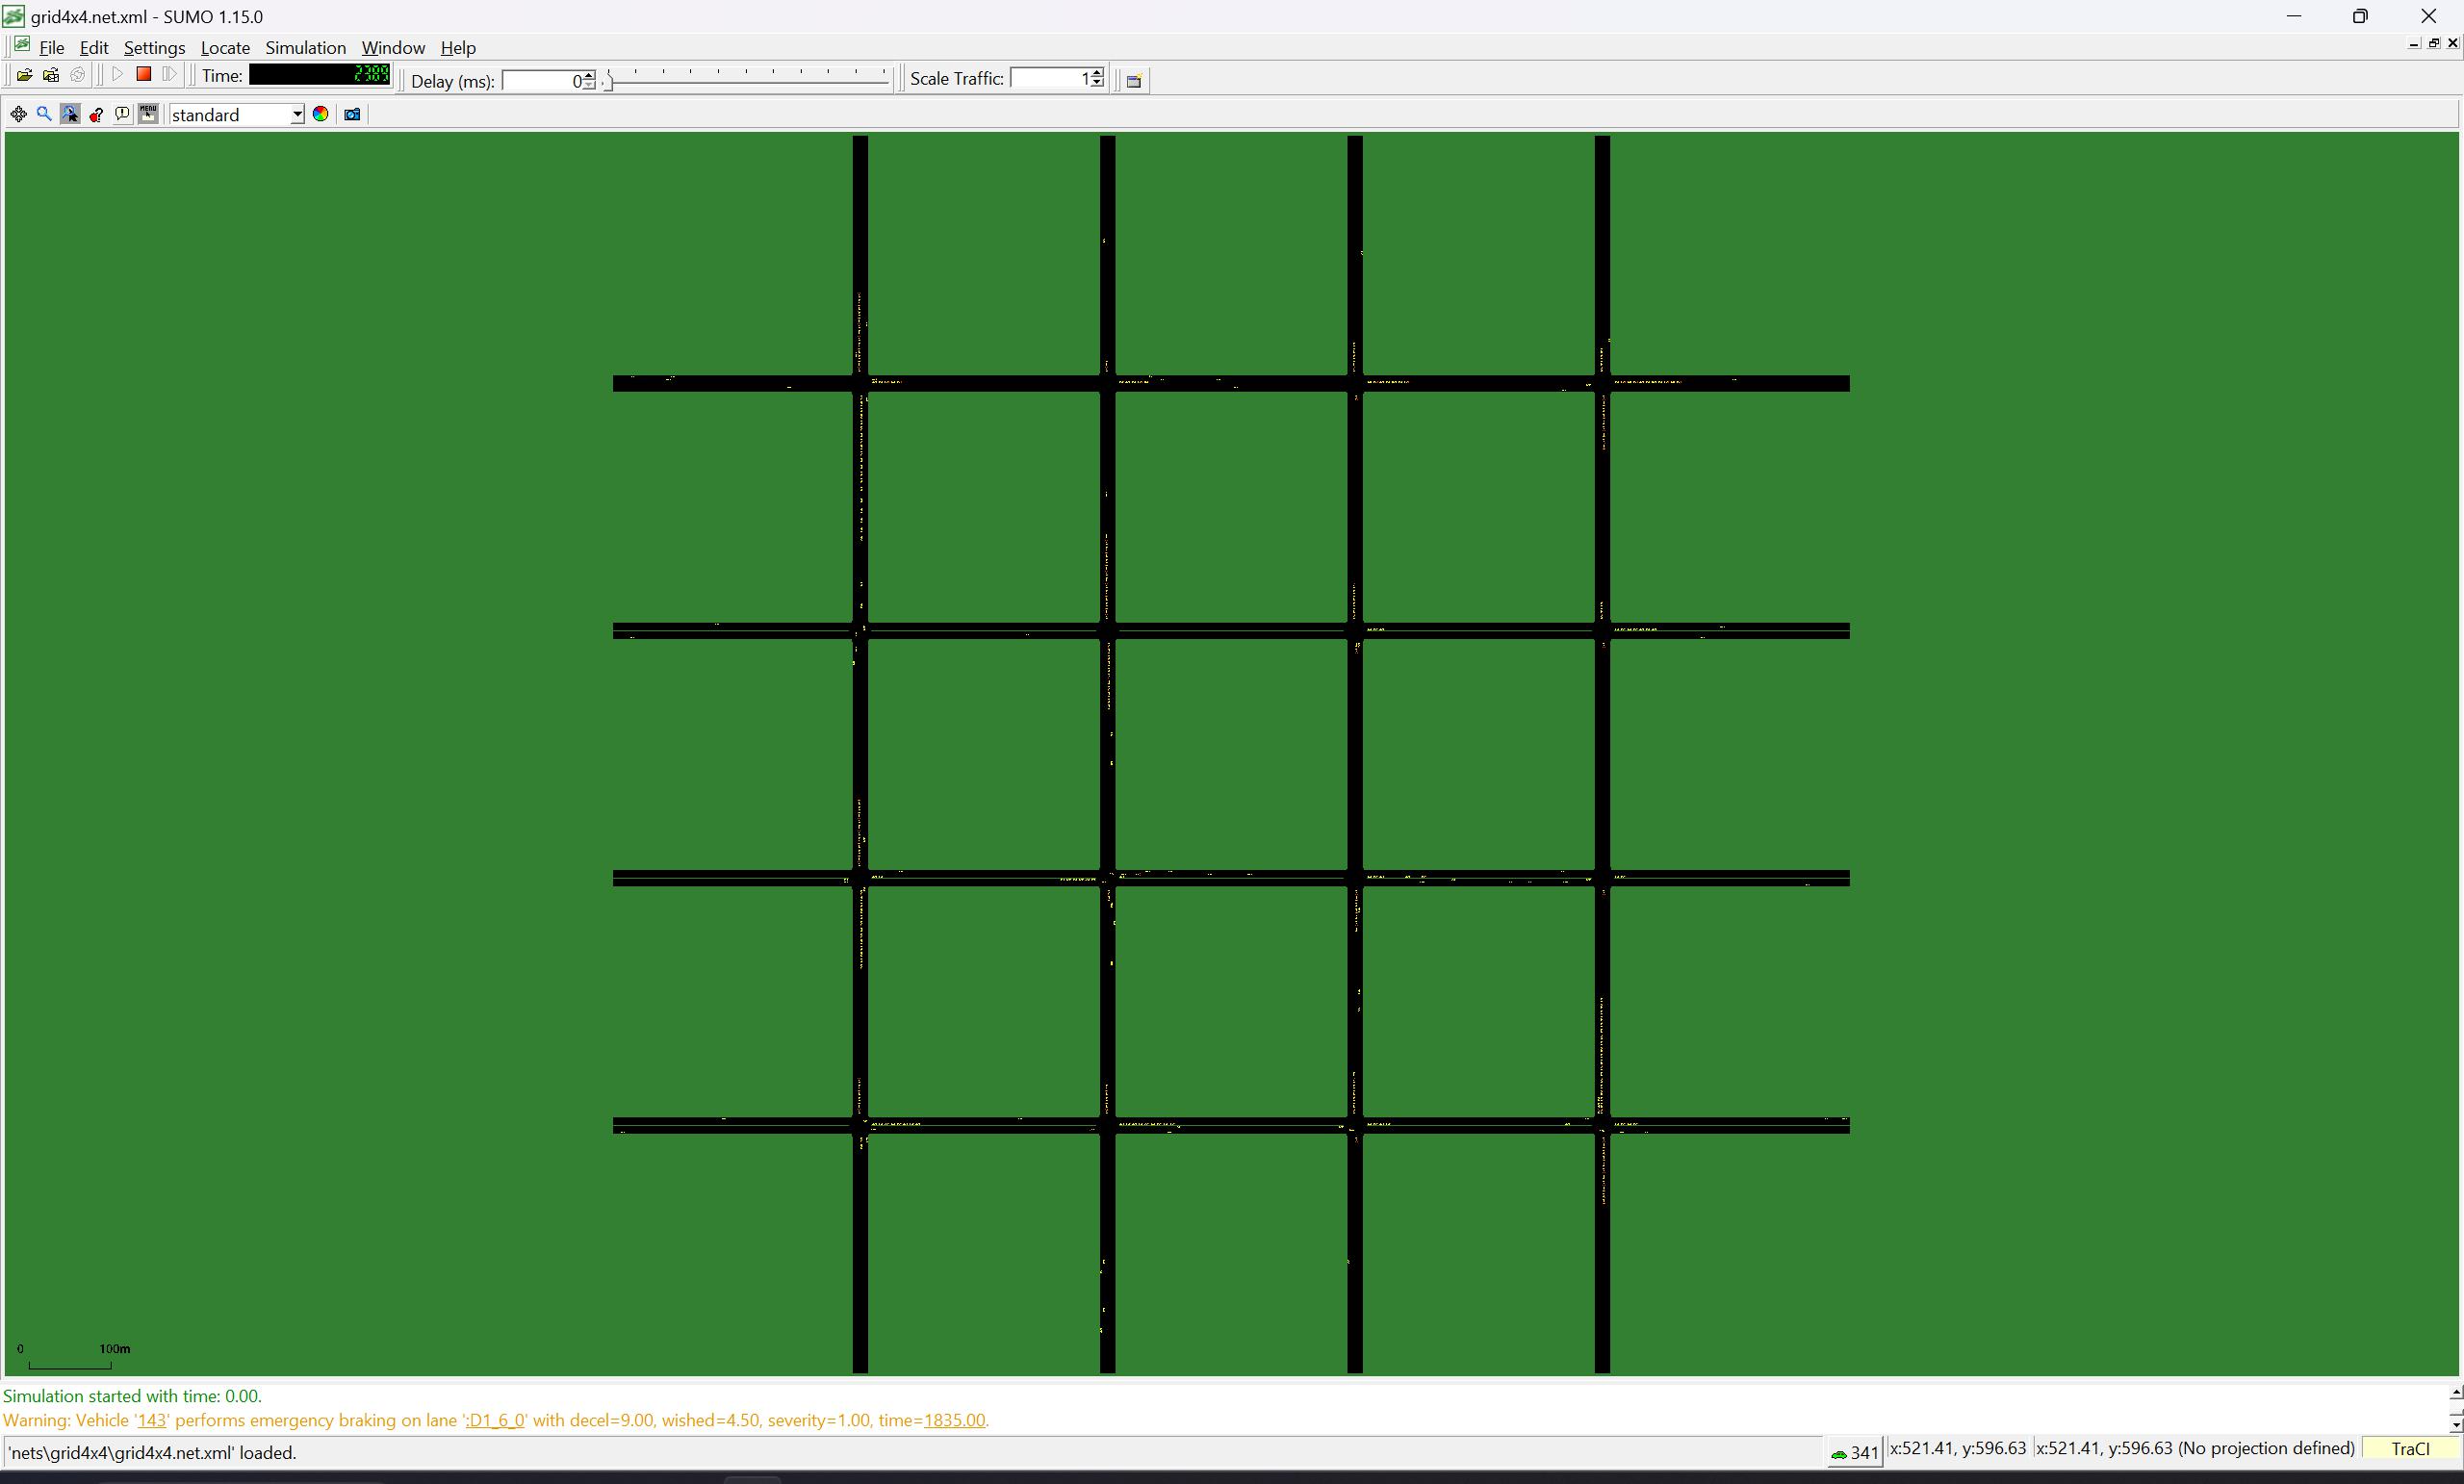 grid4x4.net.xml - SUMO 1.15.0
File Edit Settings Locate Simulation Window Help
Time: 2389 Delay (ms): 0 Scale Traffic: 1
MENU standard
0 100m
Simulation started with time: 0.00.
Warning: Vehicle '143' performs emergency braking on lane ':D1_6_0' with decel=9.00, wished=4.50, severity=1.00, time=1835.00.
'nets\grid4x4\grid4x4.net.xml' loaded. 341 x:521.41, y:596.63 x:521.41, y:596.63 (No projection defined) TraCI